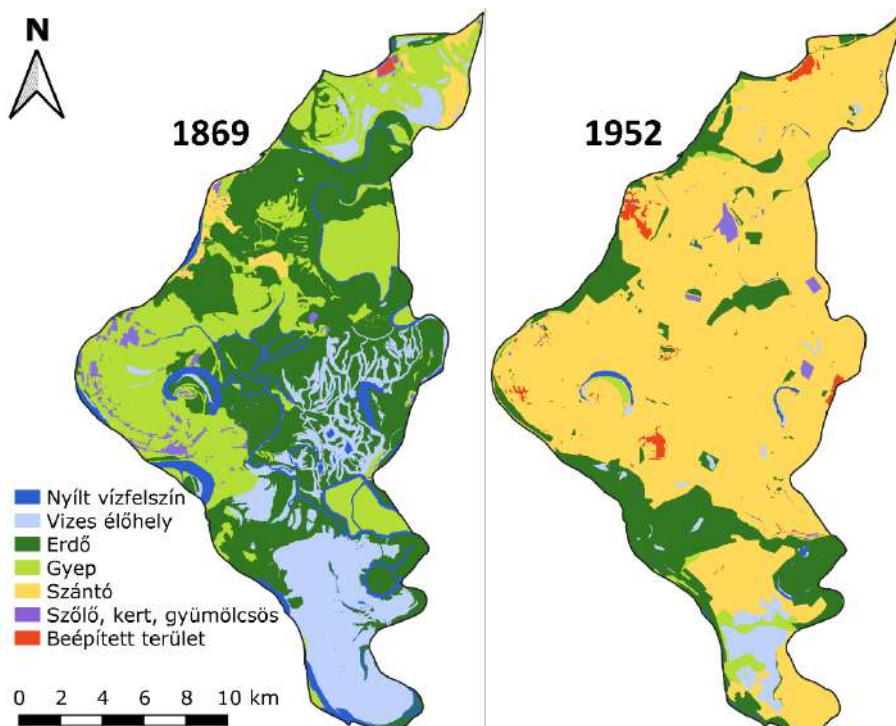 N
1869
1952
Nyílt vízfelszín
Vizes élőhely
Erdő
Gyep
Szántó
Szőlő, kert, gyümölcsös
Beépített terület
0 2 4 6 8 10 km